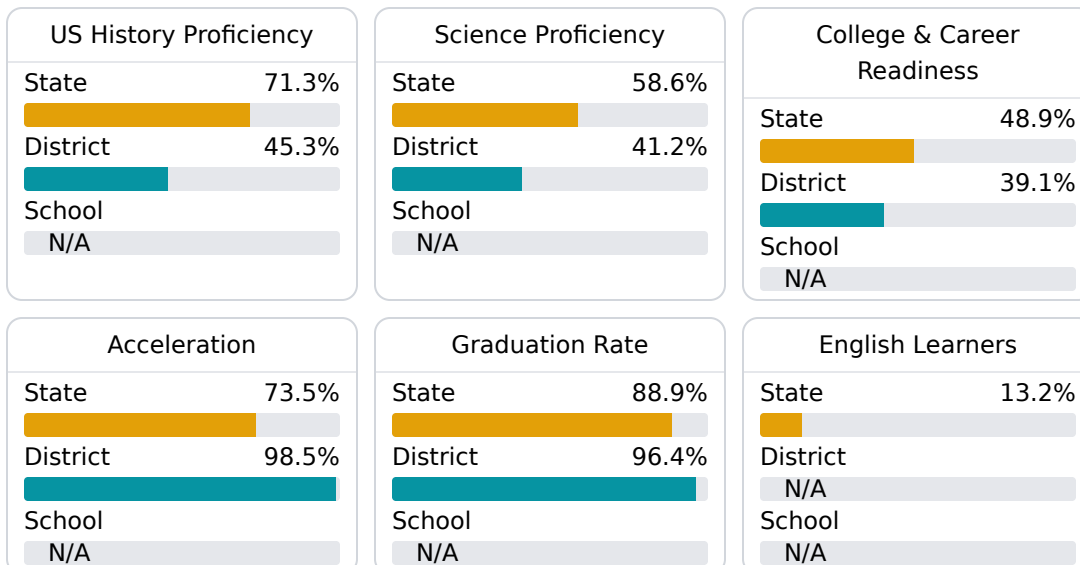 US History Proficiency
State 71.3%
District 45.3%
School
N/A
Science Proficiency
State 58.6%
District 41.2%
School
N/A
College & Career
Readiness
State 48.9%
District 39.1%
School
N/A
Acceleration
State 73.5%
District 98.5%
School
N/A
Graduation Rate
State 88.9%
District 96.4%
School
N/A
English Learners
State 13.2%
District
N/A
School
N/A